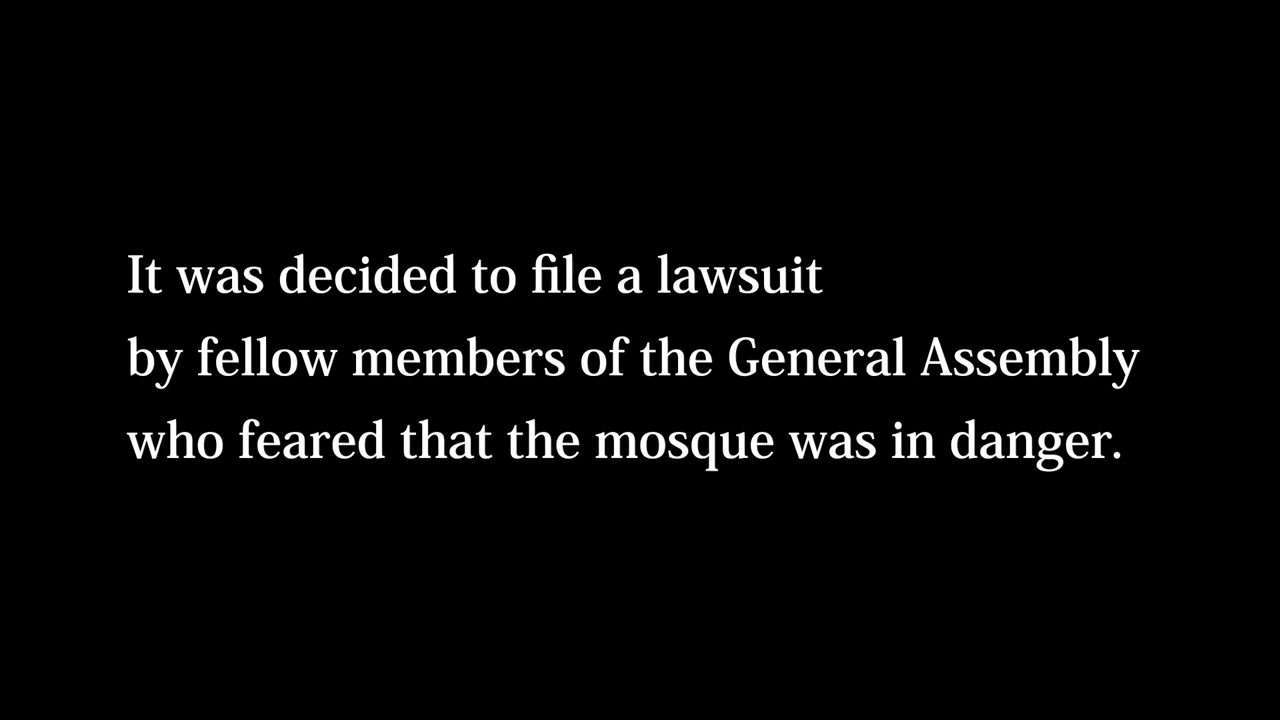 It was decided to file a lawsuit
by fellow members of the General Assembly
who feared that the mosque was in danger.